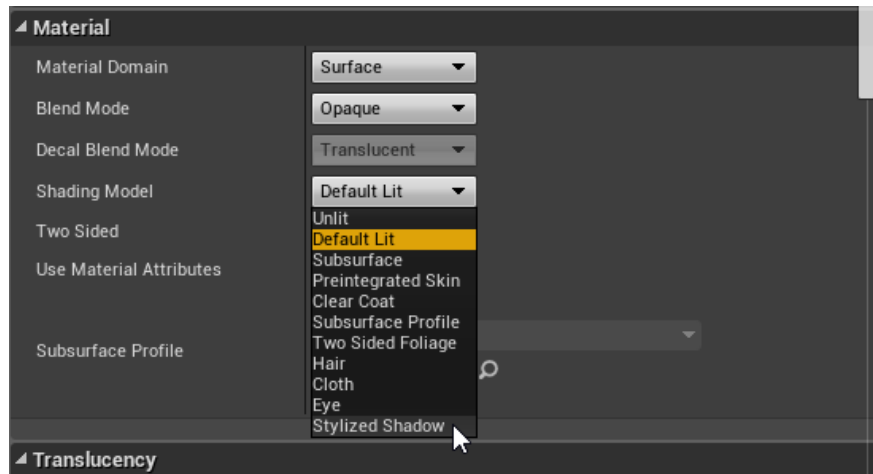 Material
Material Domain Surface
Blend Mode Opaque
Decal Blend Mode Translucent
Shading Model Default Lit
Unlit
Two Sided Default Lit
Subsurface
Use Material Attributes Preintegrated Skin
Clear Coat
Subsurface Profile
Two Sided Foliage
Subsurface Profile Hair
Cloth
Eye
Stylized Shadow
Translucency